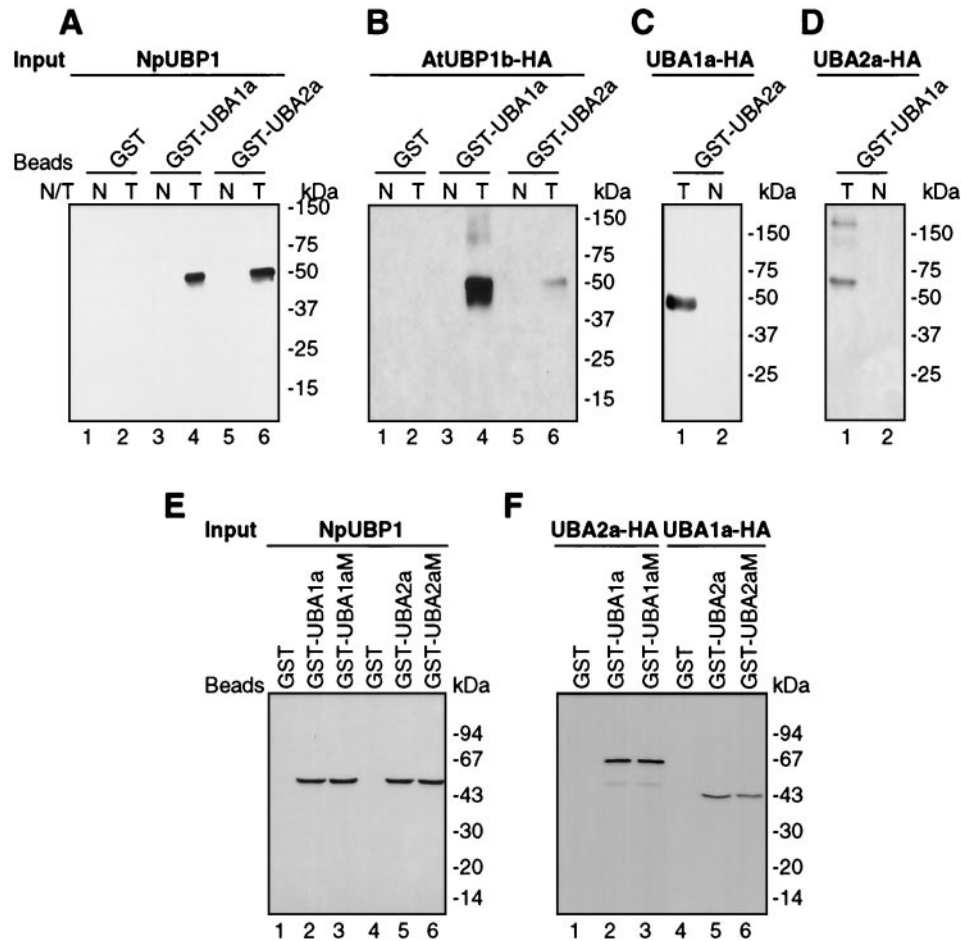 A B C D
Input NpUBP1 AtUBP1b-HA UBA1a-HA UBA2a-HA
GST GST-UBA1a GST-UBA2a GST GST-UBA1a GST-UBA2a GST-UBA2a GST-UBA1a
Beads
N/T N T N T N T kDa N T N T N T kDa T N kDa T N kDa
-150
-75
-50
-37
-25
-15
1 2 3 4 5 6
-150
-75
-50
-37
-25
-15
1 2 3 4 5 6
-150
-75
-50
-37
-25
1 2
-150
-75
-50
-37
-25
1 2
E
Input NpUBP1
Beads GST GST-UBA1a GST-UBA1aM GST GST-UBA2a GST-UBA2aM kDa
-94
-67
-43
-30
-20
-14
1 2 3 4 5 6
F
UBA2a-HA UBA1a-HA
GST GST-UBA1a GST-UBA1aM GST GST-UBA2a GST-UBA2aM kDa
-94
-67
-43
-30
-20
-14
1 2 3 4 5 6